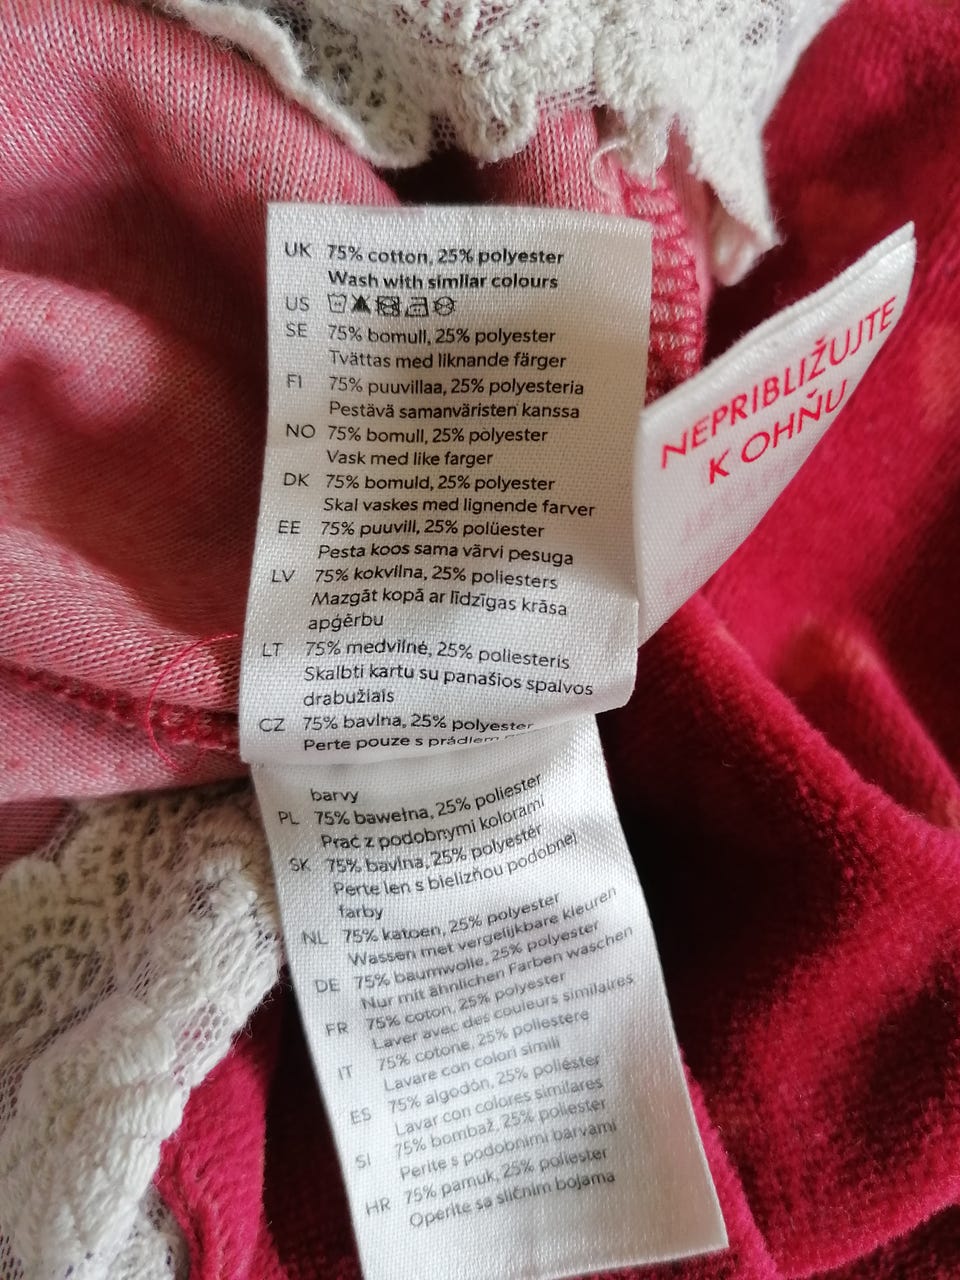 UK 75% cotton, 25% polyester
Wash with similar colours
US
SE 75% bomull, 25% polyester
Tvättas med liknande färger
FI 75% puuvillaa, 25% polyesteria
Pestävä samanväristen kanssa
NO 75% bomull, 25% polyester
Vask med like farger
DK 75% bomuld, 25% polyester
Skal vaskes med lignende farver
EE 75% puuvill, 25% polüester
Pesta koos sama värvi pesuga
LV 75% kokvilna, 25% poliesters
Mazgāt kopā ar līdzīgas krāsa
apģērbu
LT 75% medvilnė, 25% poliesteris
Skalbti kartu su panašios spalvos
drabužiais
CZ 75% bavlna, 25% polyester
Perte pouze s prádlem
barvy
PL 75% bawełna, 25% poliester
Prać z podobnymi kolorami
SK 75% bavlna, 25% polyester
Perte len s bielizňou podobnej
farby
NL 75% katoen, 25% polyester
Wassen met vergelijkbare kleuren
DE 75% baumwolle, 25% polyester
Nur mit ähnlichen Farben waschen
FR 75% coton, 25% polyester
Laver avec des couleurs similaires
IT 75% cotone, 25% poliestere
Lavare con colori simili
ES 75% algodón, 25% poliéster
Lavar con colores similares
SI 75% bombaž, 25% poliester
Perite s podobnimi barvami
HR 75% pamuk, 25% poliester
Operite sa sličnim bojama
NEPRIBLIŽUJTE
K OHŇU